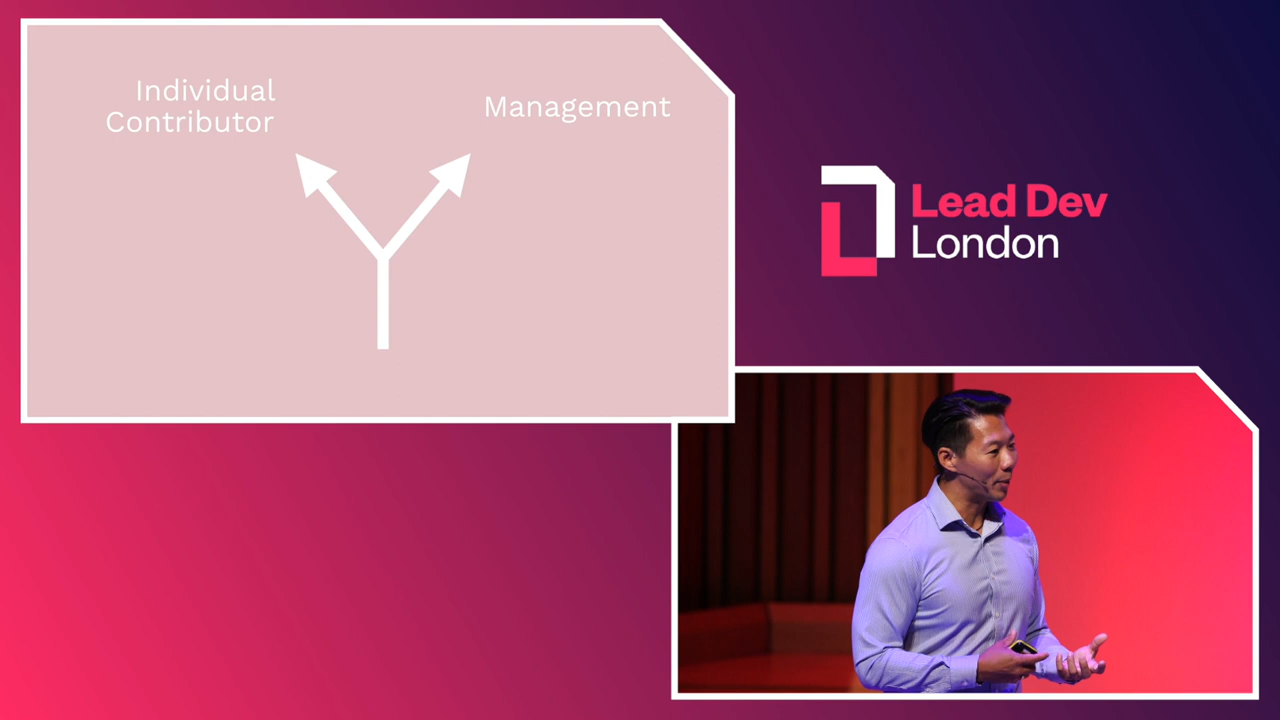 Individual
Contributor
Management
Lead Dev
London